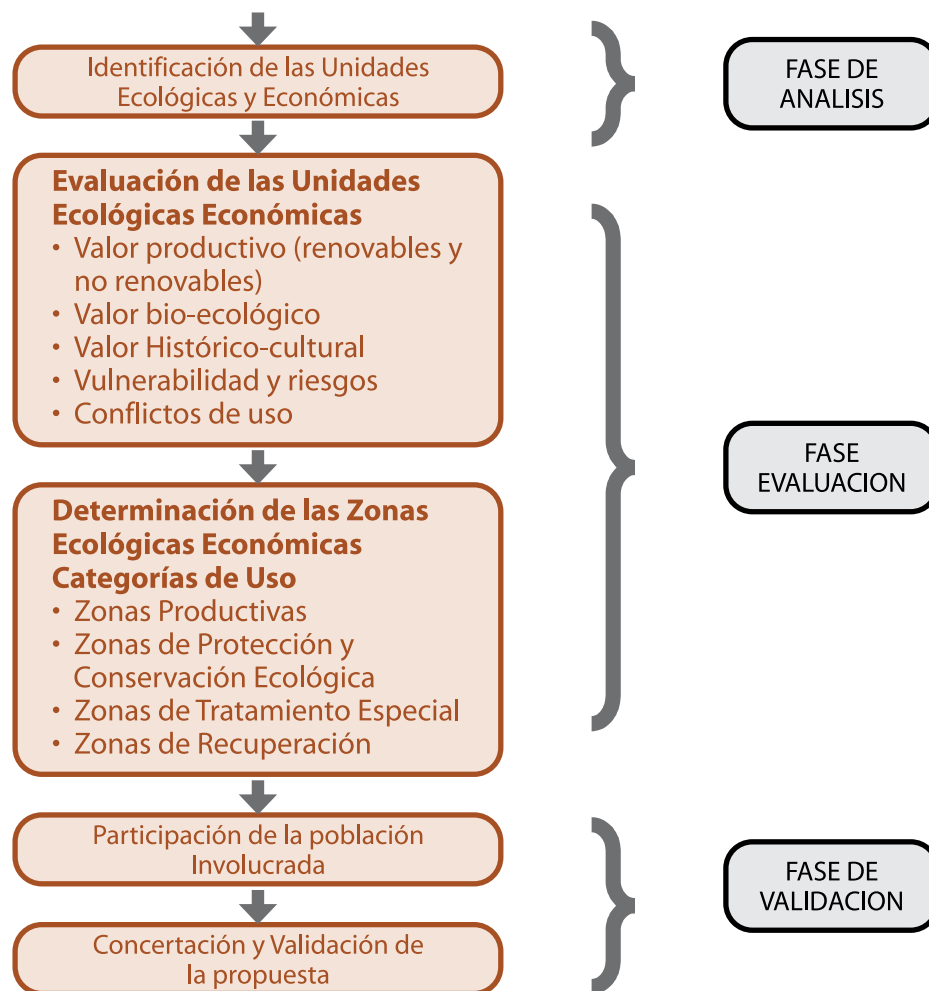 Identificación de las Unidades
Ecológicas y Económicas
FASE DE
ANALISIS
Evaluación de las Unidades
Ecológicas Económicas
• Valor productivo (renovables y
no renovables)
• Valor bio-ecológico
• Valor Histórico-cultural
• Vulnerabilidad y riesgos
• Conflictos de uso
FASE
EVALUACION
Determinación de las Zonas
Ecológicas Económicas
Categorías de Uso
• Zonas Productivas
• Zonas de Protección y
Conservación Ecológica
• Zonas de Tratamiento Especial
• Zonas de Recuperación
Participación de la población
Involucrada
FASE DE
VALIDACION
Concertación y Validación de
la propuesta